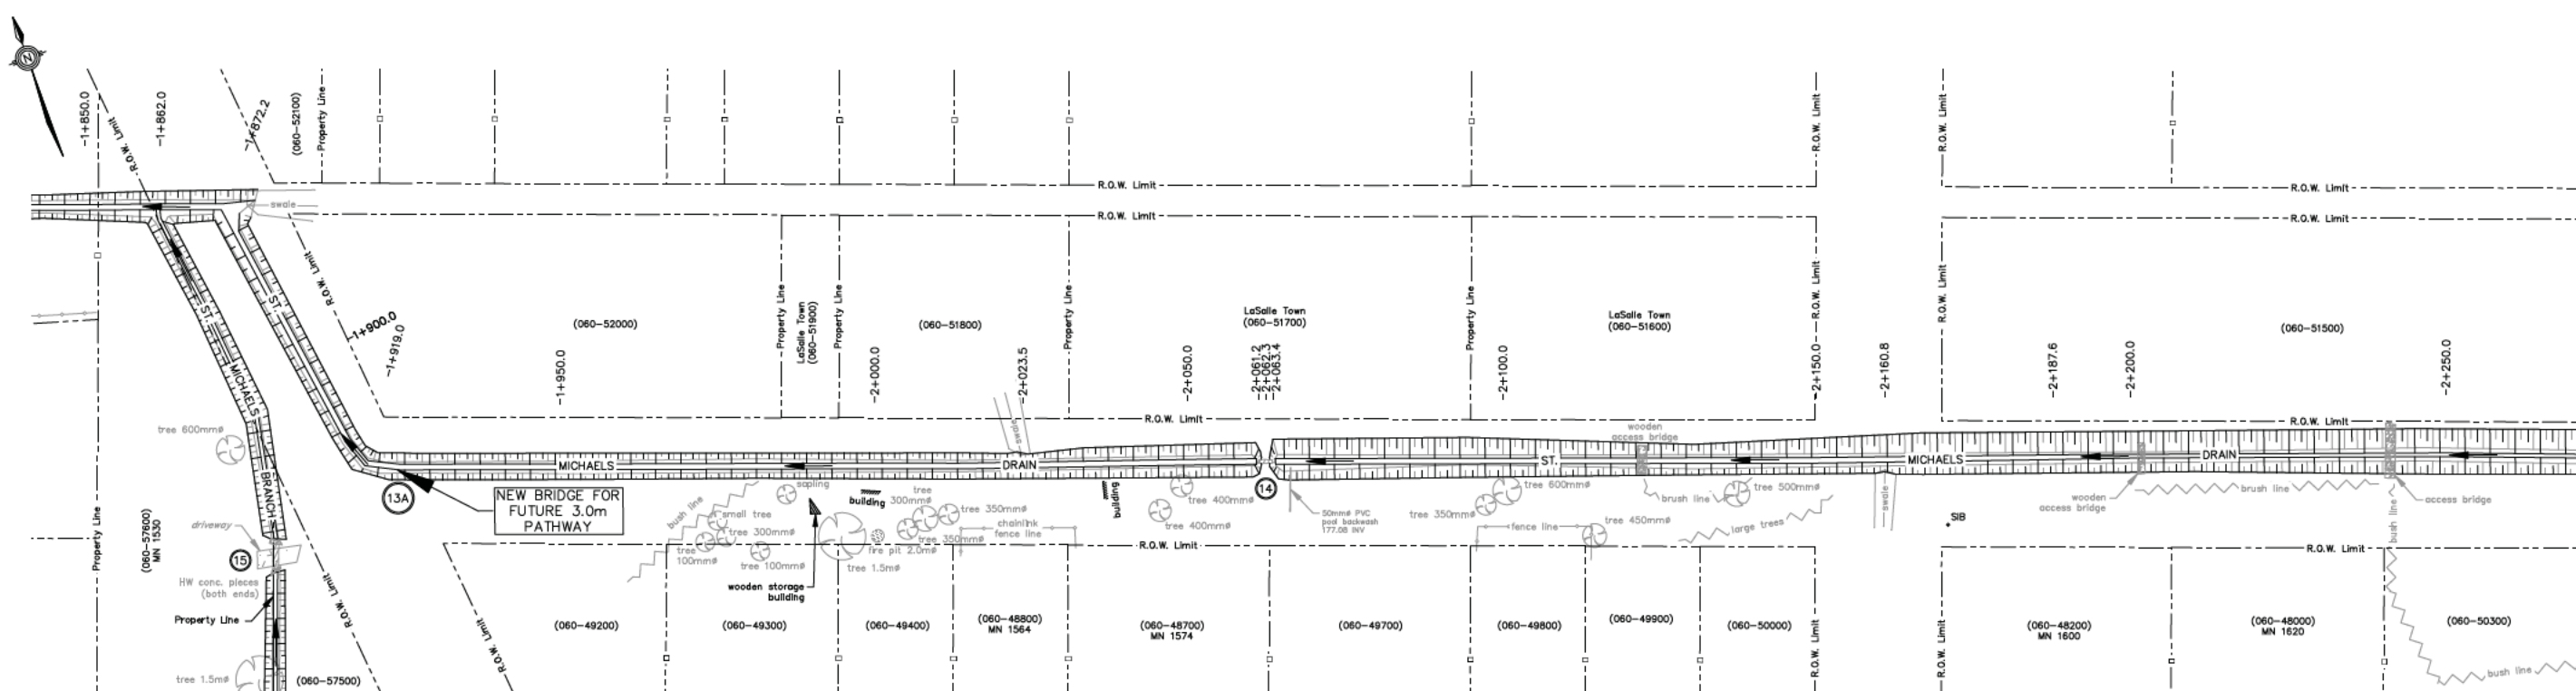 N
-1+850.0
R.O.W. Limit
-1+862.0
-1+872.2
(060-52100)
Property Line
R.O.W. Limit
R.O.W. Limit
R.O.W. Limit
R.O.W. Limit
R.O.W. Limit
R.O.W. Limit
swale
R.O.W. Limit
ST.
ST.
MICHAELS
BRANCH
-1+900.0
-1+919.0
(060-52000)
Property Line
LaSalle Town
(060-51900)
Property Line
(060-51800)
Property Line
LaSalle Town
(060-51700)
Property Line
LaSalle Town
(060-51600)
R.O.W. Limit
R.O.W. Limit
(060-51500)
-1+950.0
-2+000.0
-2+023.5
-2+050.0
-2+061.2
-2+062.3
-2+063.4
-2+100.0
-2+150.0
-2+160.8
-2+187.6
-2+200.0
-2+250.0
R.O.W. Limit
R.O.W. Limit
swale
wooden
access bridge
MICHAELS
DRAIN
ST.
MICHAELS
DRAIN
tree 600mmø
13A
NEW BRIDGE FOR
FUTURE 3.0m
PATHWAY
bush line
small tree
tree 300mmø
tree
100mmø
tree 100mmø
sapling
building
wooden storage
building
tree
300mmø
tree 350mmø
tree 350mmø
fire pit 2.0mø
tree 1.5mø
chainlink
fence line
building
tree 400mmø
tree 400mmø
14
50mmø PVC
pool backwash
177.08 INV
tree 350mmø
tree 600mmø
fence line
brush line
tree 500mmø
tree 450mmø
large trees
swale
SIB
wooden
access bridge
brush line
access bridge
bush line
R.O.W. Limit
R.O.W. Limit
Property Line
(060-57600)
MN 1530
driveway
15
HW conc. pieces
(both ends)
Property Line
tree 1.5mø
(060-57500)
R.O.W. Limit
R.O.W. Limit
(060-49200)
(060-49300)
(060-49400)
(060-48800)
MN 1564
(060-48700)
MN 1574
(060-49700)
(060-49800)
(060-49900)
(060-50000)
R.O.W. Limit
R.O.W. Limit
(060-48200)
MN 1600
(060-48000)
MN 1620
(060-50300)
bush line